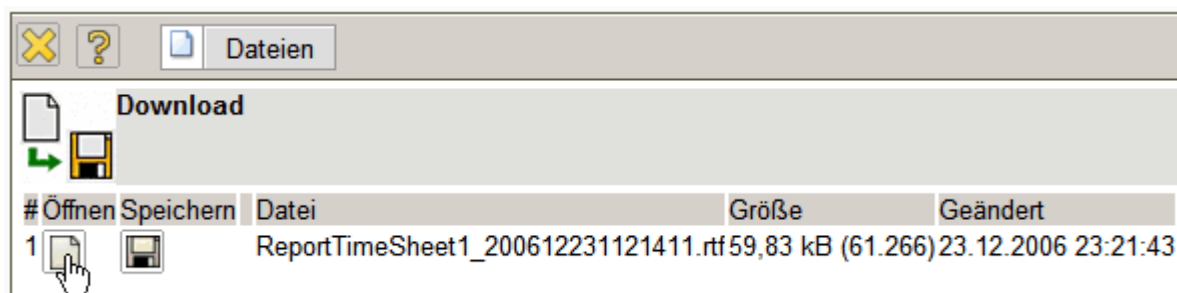 Dateien
Download
# Öffnen Speichern Datei Größe Geändert
1 ReportTimeSheet1_200612231121411.rtf 59,83 kB (61.266) 23.12.2006 23:21:43